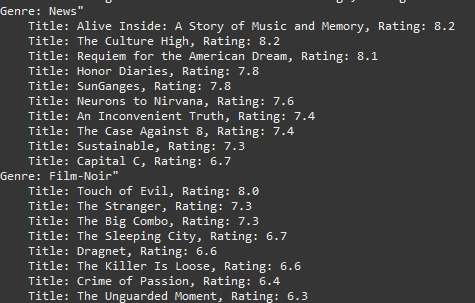 Genre: News"
Title: Alive Inside: A Story of Music and Memory, Rating: 8.2
Title: The Culture High, Rating: 8.2
Title: Requiem for the American Dream, Rating: 8.1
Title: Honor Diaries, Rating: 7.8
Title: SunGanges, Rating: 7.8
Title: Neurons to Nirvana, Rating: 7.6
Title: An Inconvenient Truth, Rating: 7.4
Title: The Case Against 8, Rating: 7.4
Title: Sustainable, Rating: 7.3
Title: Capital C, Rating: 6.7
Genre: Film-Noir"
Title: Touch of Evil, Rating: 8.0
Title: The Stranger, Rating: 7.3
Title: The Big Combo, Rating: 7.3
Title: The Sleeping City, Rating: 6.7
Title: Dragnet, Rating: 6.6
Title: The Killer Is Loose, Rating: 6.6
Title: Crime of Passion, Rating: 6.4
Title: The Unguarded Moment, Rating: 6.3